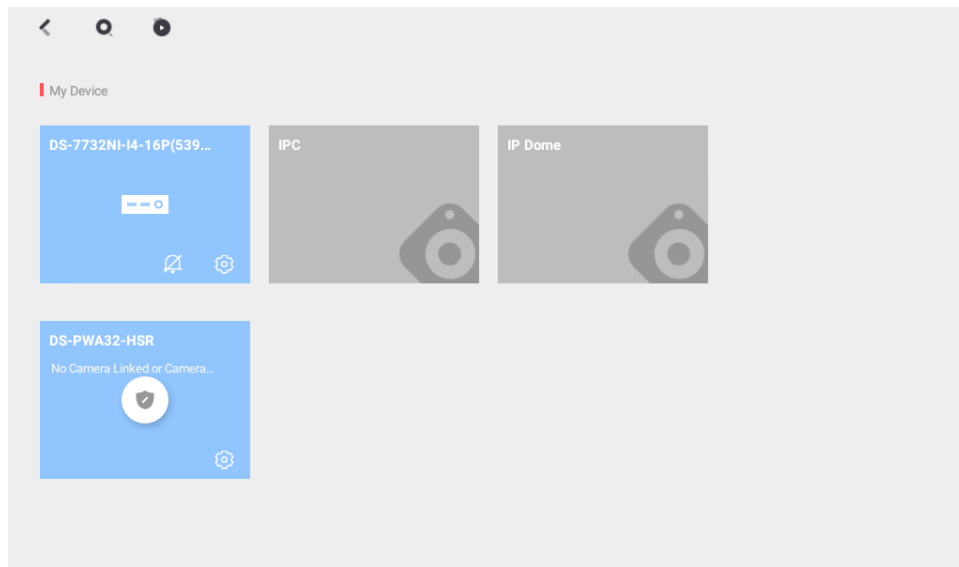 My Device
DS-7732NI-I4-16P(539...
IPC
IP Dome
DS-PWA32-HSR
No Camera Linked or Camera...